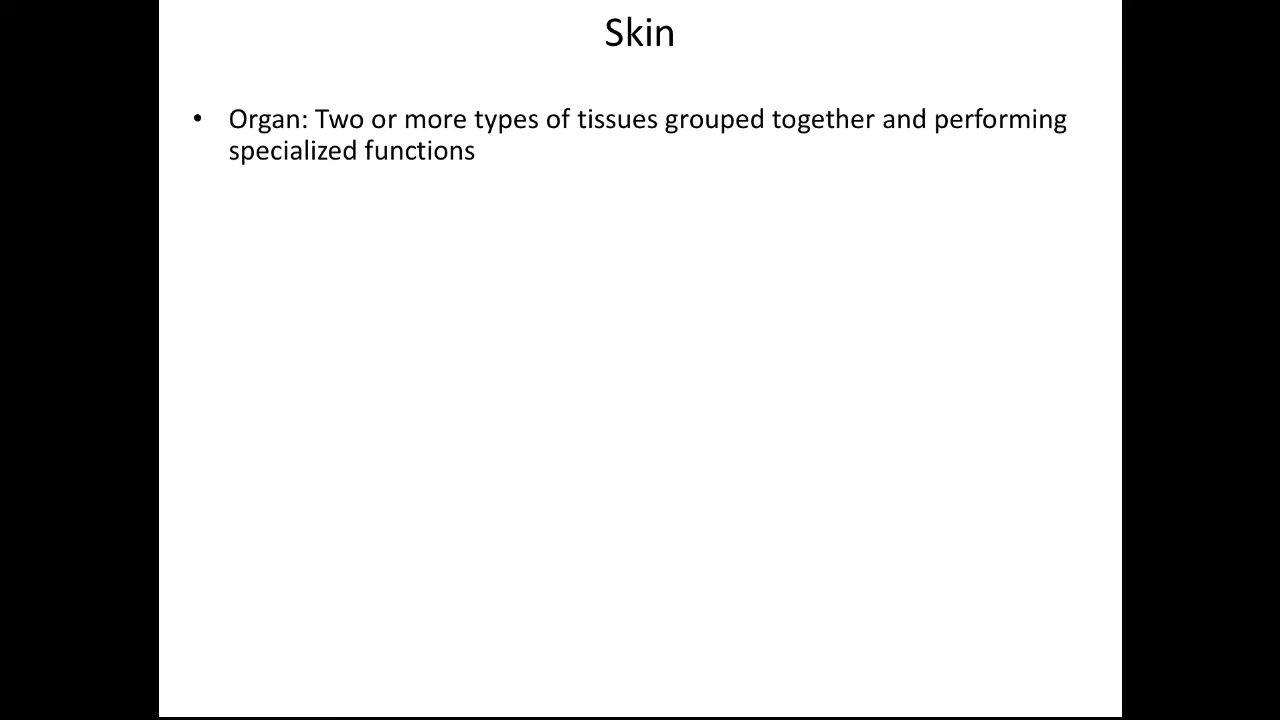 Skin
• Organ: Two or more types of tissues grouped together and performing
specialized functions